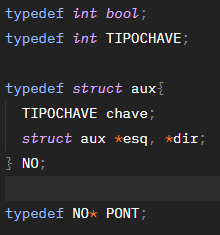 typedef int bool;
typedef int TIPOCHAVE;
typedef struct aux{
TIPOCHAVE chave;
struct aux *esq, *dir;
} NO;
typedef NO* PONT;